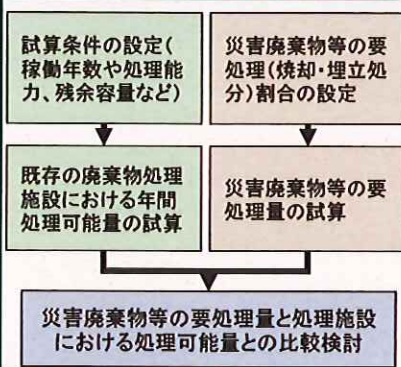 試算条件の設定(
稼働年数や処理能
力、残余容量など)
災害廃棄物等の要
処理(焼却・埋立処
分)割合の設定
既存の廃棄物処理
施設における年間
処理可能量の試算
災害廃棄物等の要
処理量の試算
災害廃棄物等の要処理量と処理施設
における処理可能量との比較検討